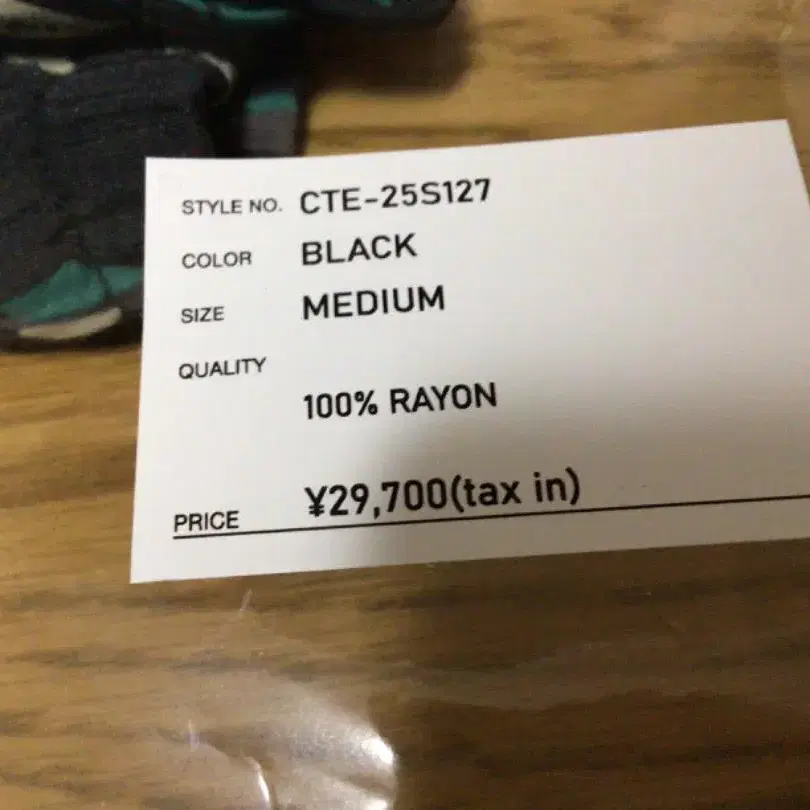 STYLE NO. CTE-25S127
COLOR BLACK
SIZE MEDIUM
QUALITY
100% RAYON
PRICE ¥29,700(tax in)